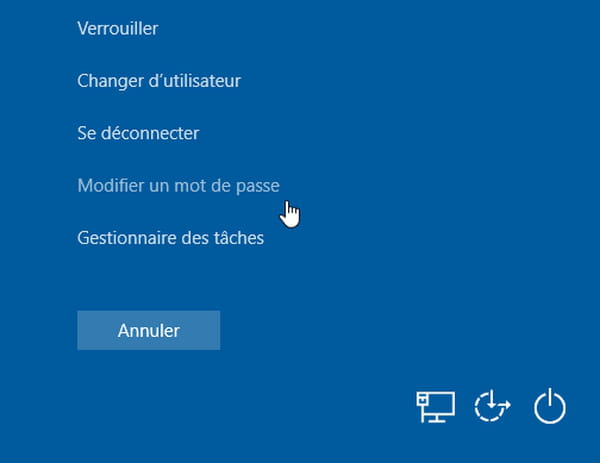 Verrouiller
Changer d’utilisateur
Se déconnecter
Modifier un mot de passe
Gestionnaire des tâches
Annuler